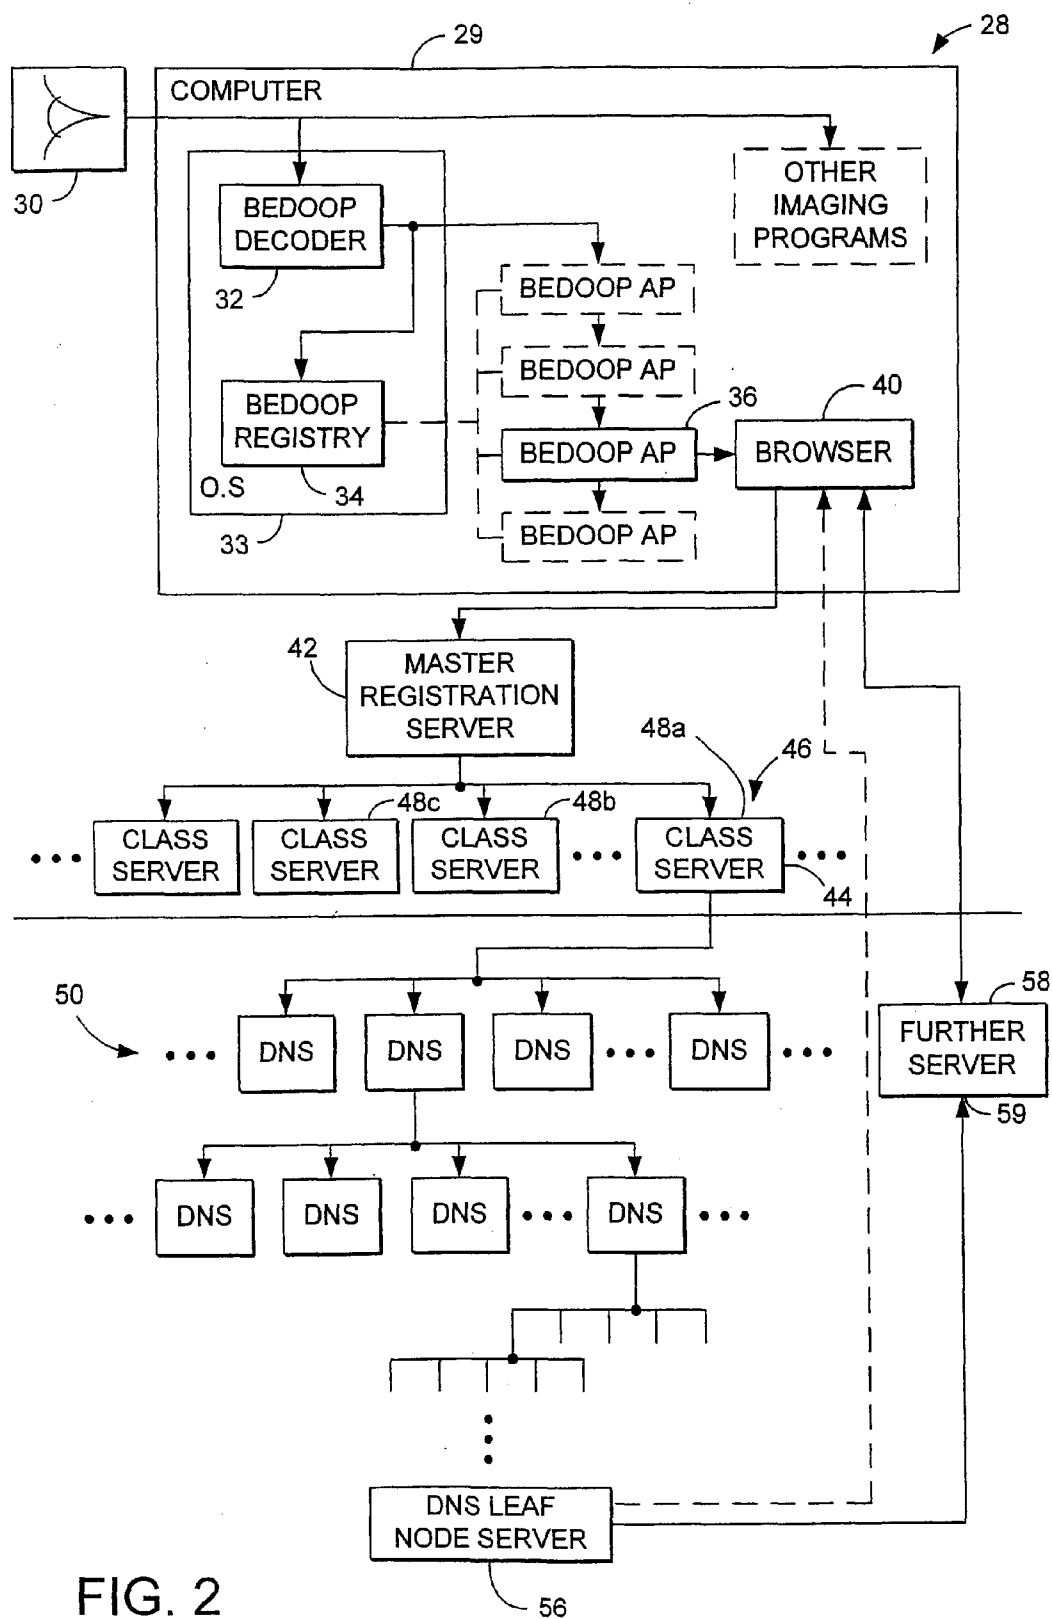 28
29
COMPUTER
30
OTHER
IMAGING
PROGRAMS
BEDOOP
DECODER
32
BEDOOP AP
BEDOOP AP
36
40
BEDOOP
REGISTRY
BEDOOP AP
BROWSER
O.S
34
33
BEDOOP AP
42
MASTER
REGISTRATION
SERVER
48a
46
48c
48b
CLASS
SERVER
CLASS
SERVER
CLASS
SERVER
CLASS
SERVER
44
50
58
DNS
DNS
DNS
DNS
FURTHER
SERVER
59
DNS
DNS
DNS
DNS
DNS LEAF
NODE SERVER
56
FIG. 2